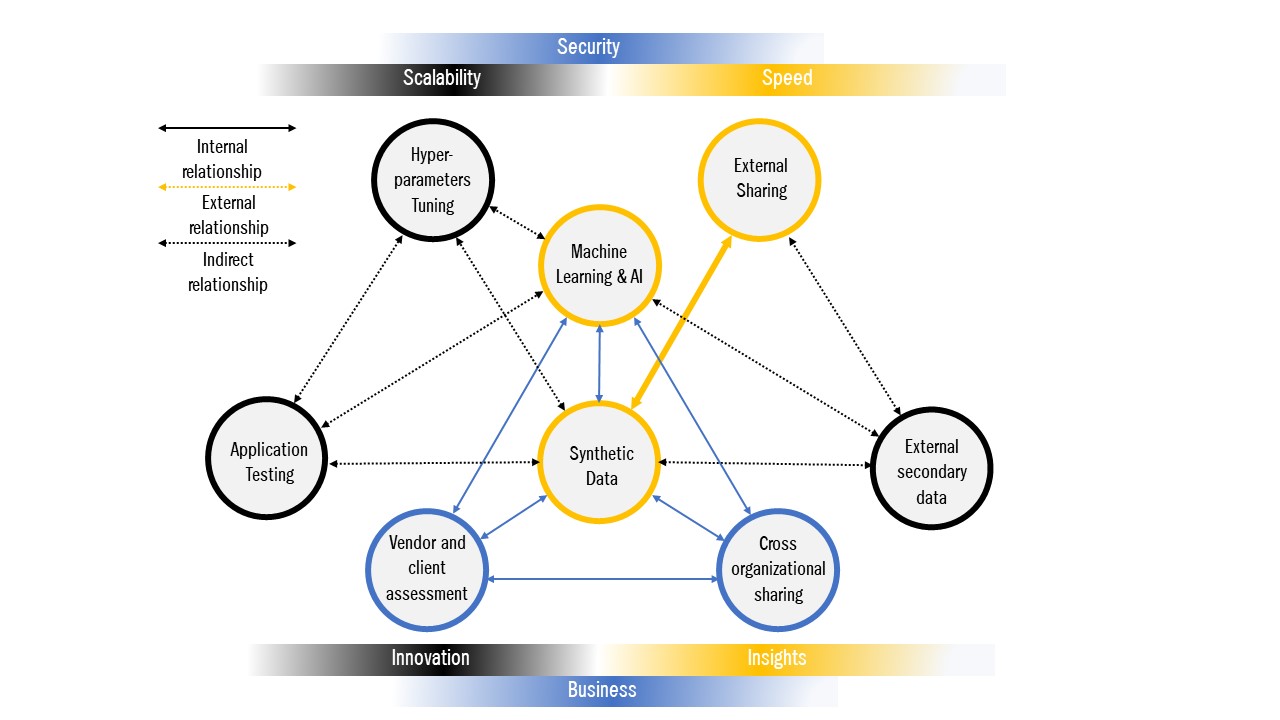 Security
Scalability
Speed
Internal
relationship
External
relationship
Indirect
relationship
Hyper-
parameters
Tuning
External
Sharing
Machine
Learning & AI
Application
Testing
Synthetic
Data
External
secondary
data
Vendor and
client
assessment
Cross
organizational
sharing
Innovation
Insights
Business